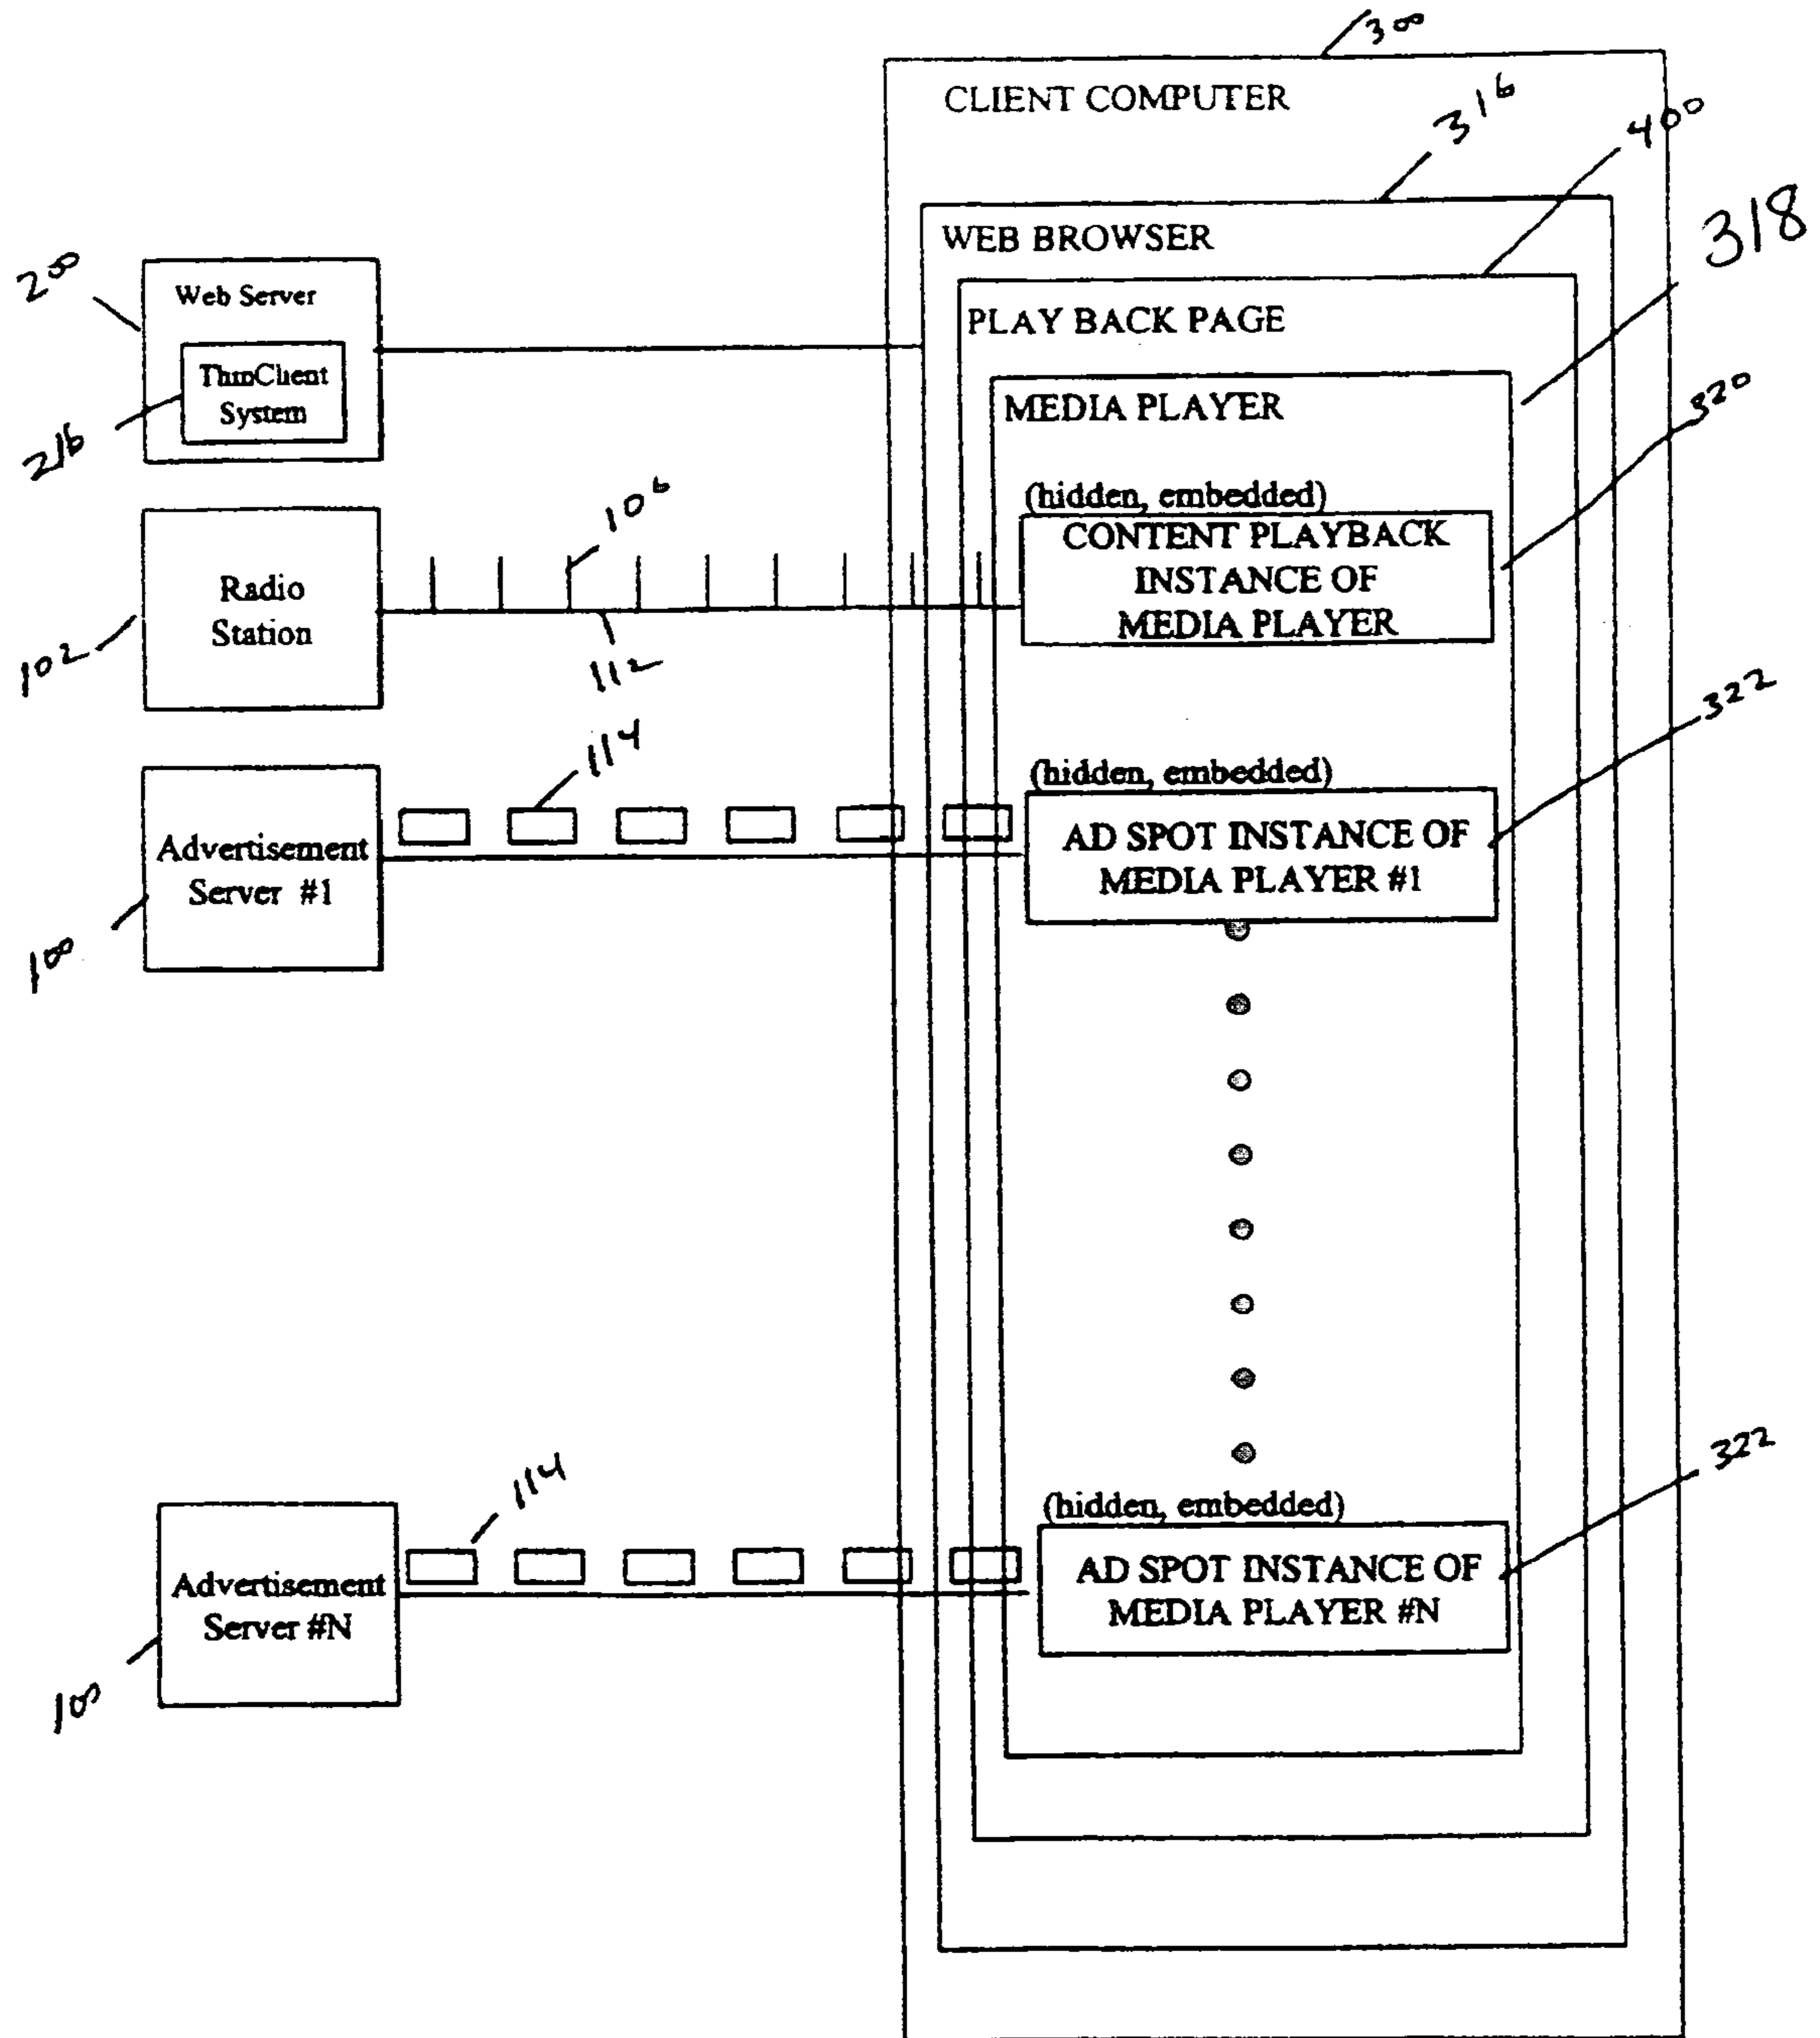 300
CLIENT COMPUTER
316
400
WEB BROWSER
318
200
Web Server
PLAY BACK PAGE
ThinClient
System
216
MEDIA PLAYER
320
(hidden, embedded)
106
CONTENT PLAYBACK
INSTANCE OF
MEDIA PLAYER
Radio
Station
102
112
322
114
(hidden, embedded)
Advertisement
Server #1
AD SPOT INSTANCE OF
MEDIA PLAYER #1
100
322
114
(hidden, embedded)
Advertisement
Server #N
AD SPOT INSTANCE OF
MEDIA PLAYER #N
100